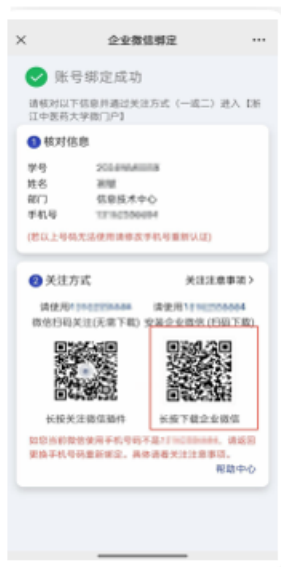 企业微信绑定
账号绑定成功
请核对以下信息并通过关注方式（一或二）进入【浙
江中医药大学微门户】
1 核对信息
学号
姓名
部门 信息技术中心
手机号
(若以上号码无法使用请修改手机号重新认证)
2 关注方式 关注注意事项>
请使用 请使用
微信扫码关注(无需下载) 安装企业微信 (扫码下载)
长按关注微信插件 长按下载企业微信
如您当前微信使用手机号码不是 请返回
更换手机号码重新绑定。具体请看关注注意事项。
帮助中心